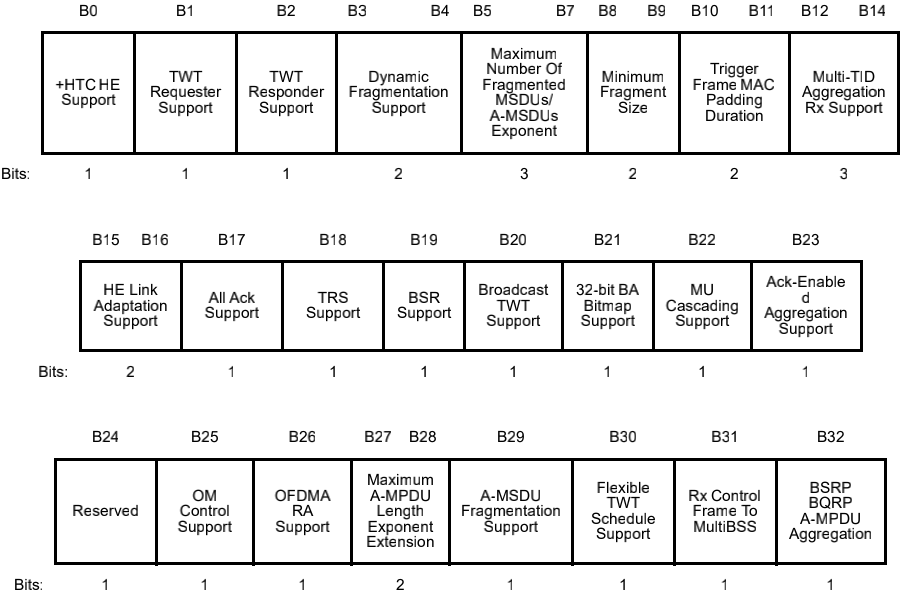 B0 B1 B2 B3 B4 B5 B7 B8 B9 B10 B11 B12 B14
+HTC HE
Support
TWT
Requester
Support
TWT
Responder
Support
Dynamic
Fragmentation
Support
Maximum
Number Of
Fragmented
MSDUs/
A-MSDUs
Exponent
Minimum
Fragment
Size
Trigger
Frame MAC
Padding
Duration
Multi-TID
Aggregation
Rx Support
Bits: 1 1 1 2 3 2 2 3
B15 B16 B17 B18 B19 B20 B21 B22 B23
HE Link
Adaptation
Support
All Ack
Support
TRS
Support
BSR
Support
Broadcast
TWT
Support
32-bit BA
Bitmap
Support
MU
Cascading
Support
Ack-Enable
d
Aggregation
Support
Bits: 2 1 1 1 1 1 1 1
B24 B25 B26 B27 B28 B29 B30 B31 B32
Reserved
OM
Control
Support
OFDMA
RA
Support
Maximum
A-MPDU
Length
Exponent
Extension
A-MSDU
Fragmentation
Support
Flexible
TWT
Schedule
Support
Rx Control
Frame To
MultiBSS
BSRP
BQRP
A-MPDU
Aggregation
Bits: 1 1 1 2 1 1 1 1